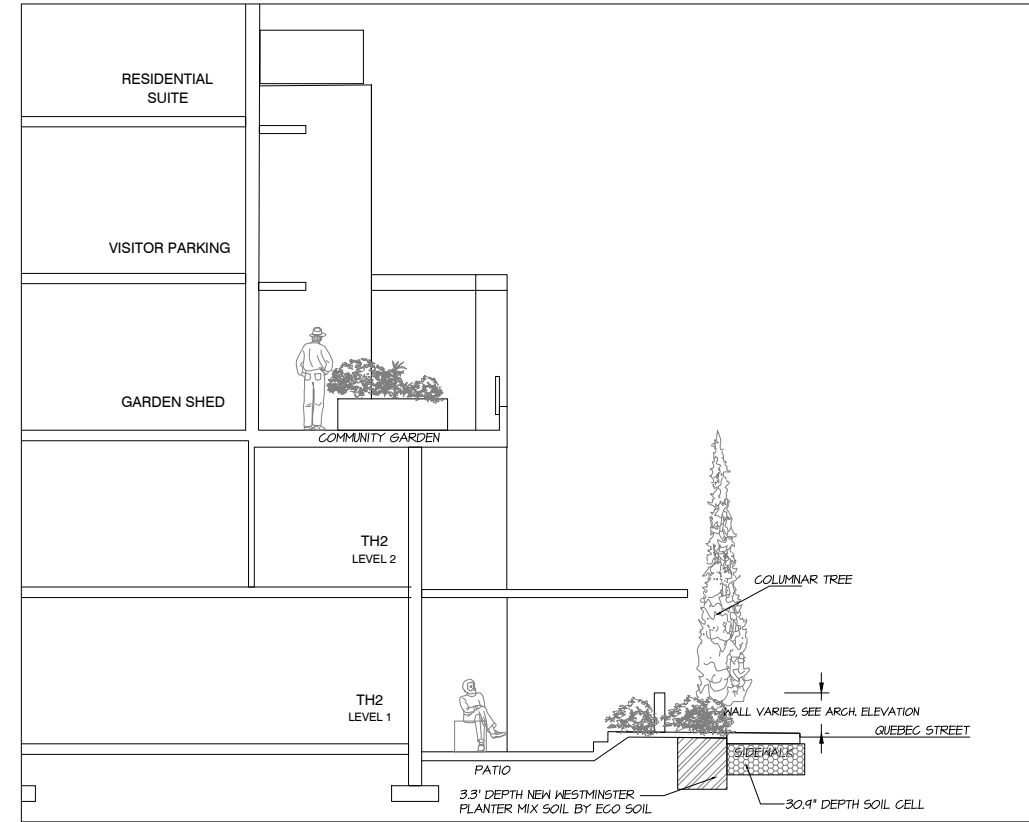 RESIDENTIAL
SUITE
VISITOR PARKING
GARDEN SHED
COMMUNITY GARDEN
TH2
LEVEL 2
COLUMNAR TREE
TH2
LEVEL 1
WALL VARIES, SEE ARCH. ELEVATION
QUEBEC STREET
SIDEWALK
PATIO
3.3' DEPTH NEW WESTMINSTER
PLANTER MIX SOIL BY ECO SOIL
30.9" DEPTH SOIL CELL